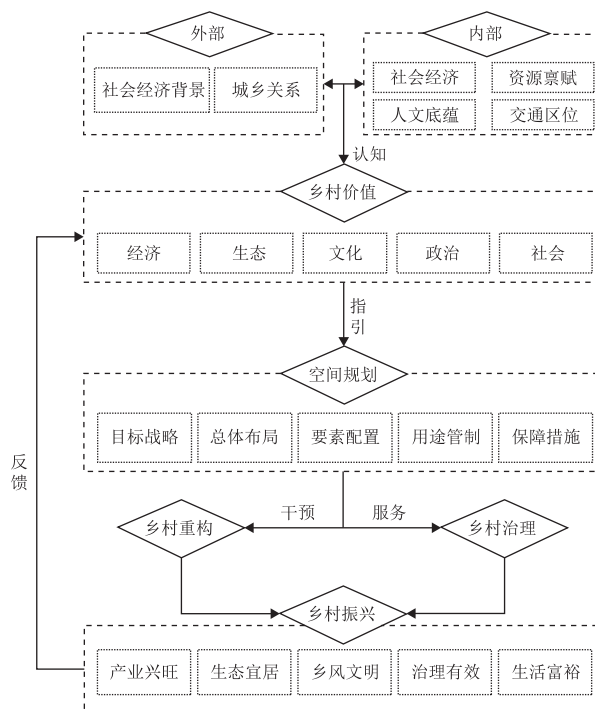 外部 内部
社会经济背景 城乡关系 社会经济 资源禀赋
人文底蕴 交通区位
认知
乡村价值
经济 生态 文化 政治 社会
指
引
空间规划
目标战略 总体布局 要素配置 用途管制 保障措施
反
馈
干预 服务
乡村重构 乡村治理
乡村振兴
产业兴旺 生态宜居 乡风文明 治理有效 生活富裕